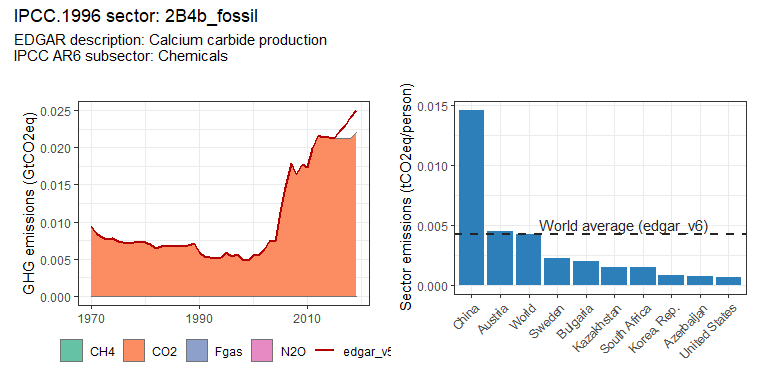 IPCC.1996 sector: 2B4b_fossil
EDGAR description: Calcium carbide production
IPCC AR6 subsector: Chemicals
GHG emissions (GtCO2eq)
0.025
0.020
0.015
0.010
0.005
0.000
1970
1990
2010
CH4
CO2
Fgas
N2O
edgar_v5
Sector emissions (tCO2eq/person)
0.015
0.010
0.005
0.000
World average (edgar_v6)
China
Austria
World
Sweden
Bulgaria
Kazakhstan
South Africa
Korea, Rep.
Azerbaijan
United States